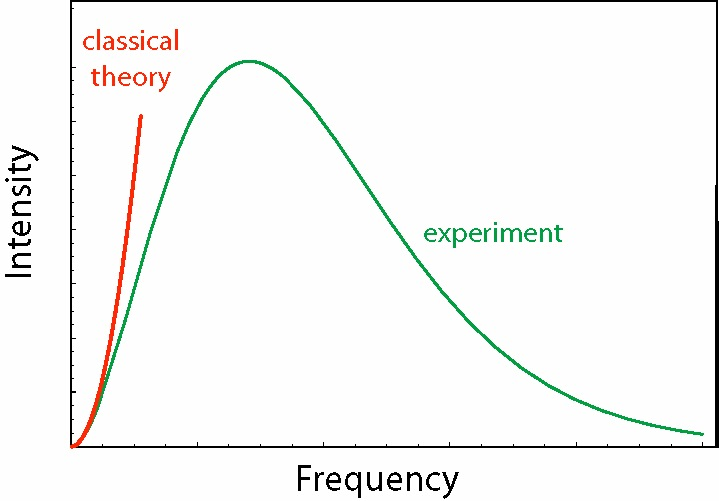 classical
theory
Intensity
experiment
Frequency